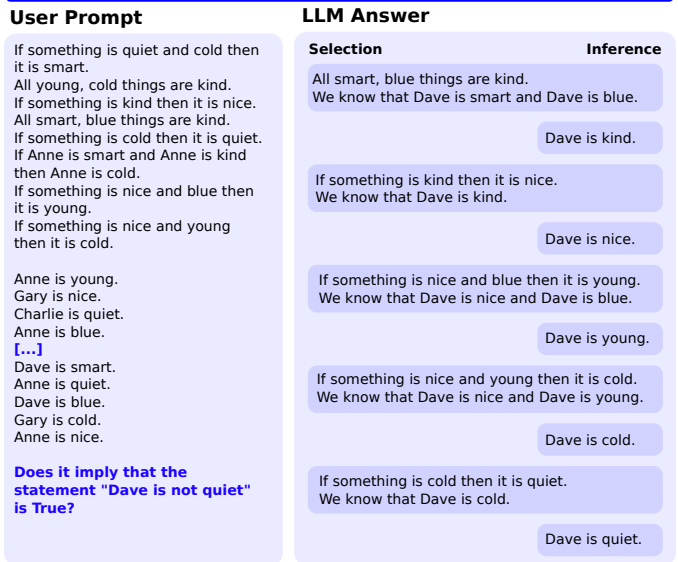 User Prompt
If something is quiet and cold then
it is smart.
All young, cold things are kind.
If something is kind then it is nice.
All smart, blue things are kind.
If something is cold then it is quiet.
If Anne is smart and Anne is kind
then Anne is cold.
If something is nice and blue then
it is young.
If something is nice and young
then it is cold.
Anne is young.
Gary is nice.
Charlie is quiet.
Anne is blue.
[...]
Dave is smart.
Anne is quiet.
Dave is blue.
Gary is cold.
Anne is nice.
Does it imply that the
statement "Dave is not quiet"
is True?
LLM Answer
Selection
Inference
All smart, blue things are kind.
We know that Dave is smart and Dave is blue.
Dave is kind.
If something is kind then it is nice.
We know that Dave is kind.
Dave is nice.
If something is nice and blue then it is young.
We know that Dave is nice and Dave is blue.
Dave is young.
If something is nice and young then it is cold.
We know that Dave is nice and Dave is young.
Dave is cold.
If something is cold then it is quiet.
We know that Dave is cold.
Dave is quiet.